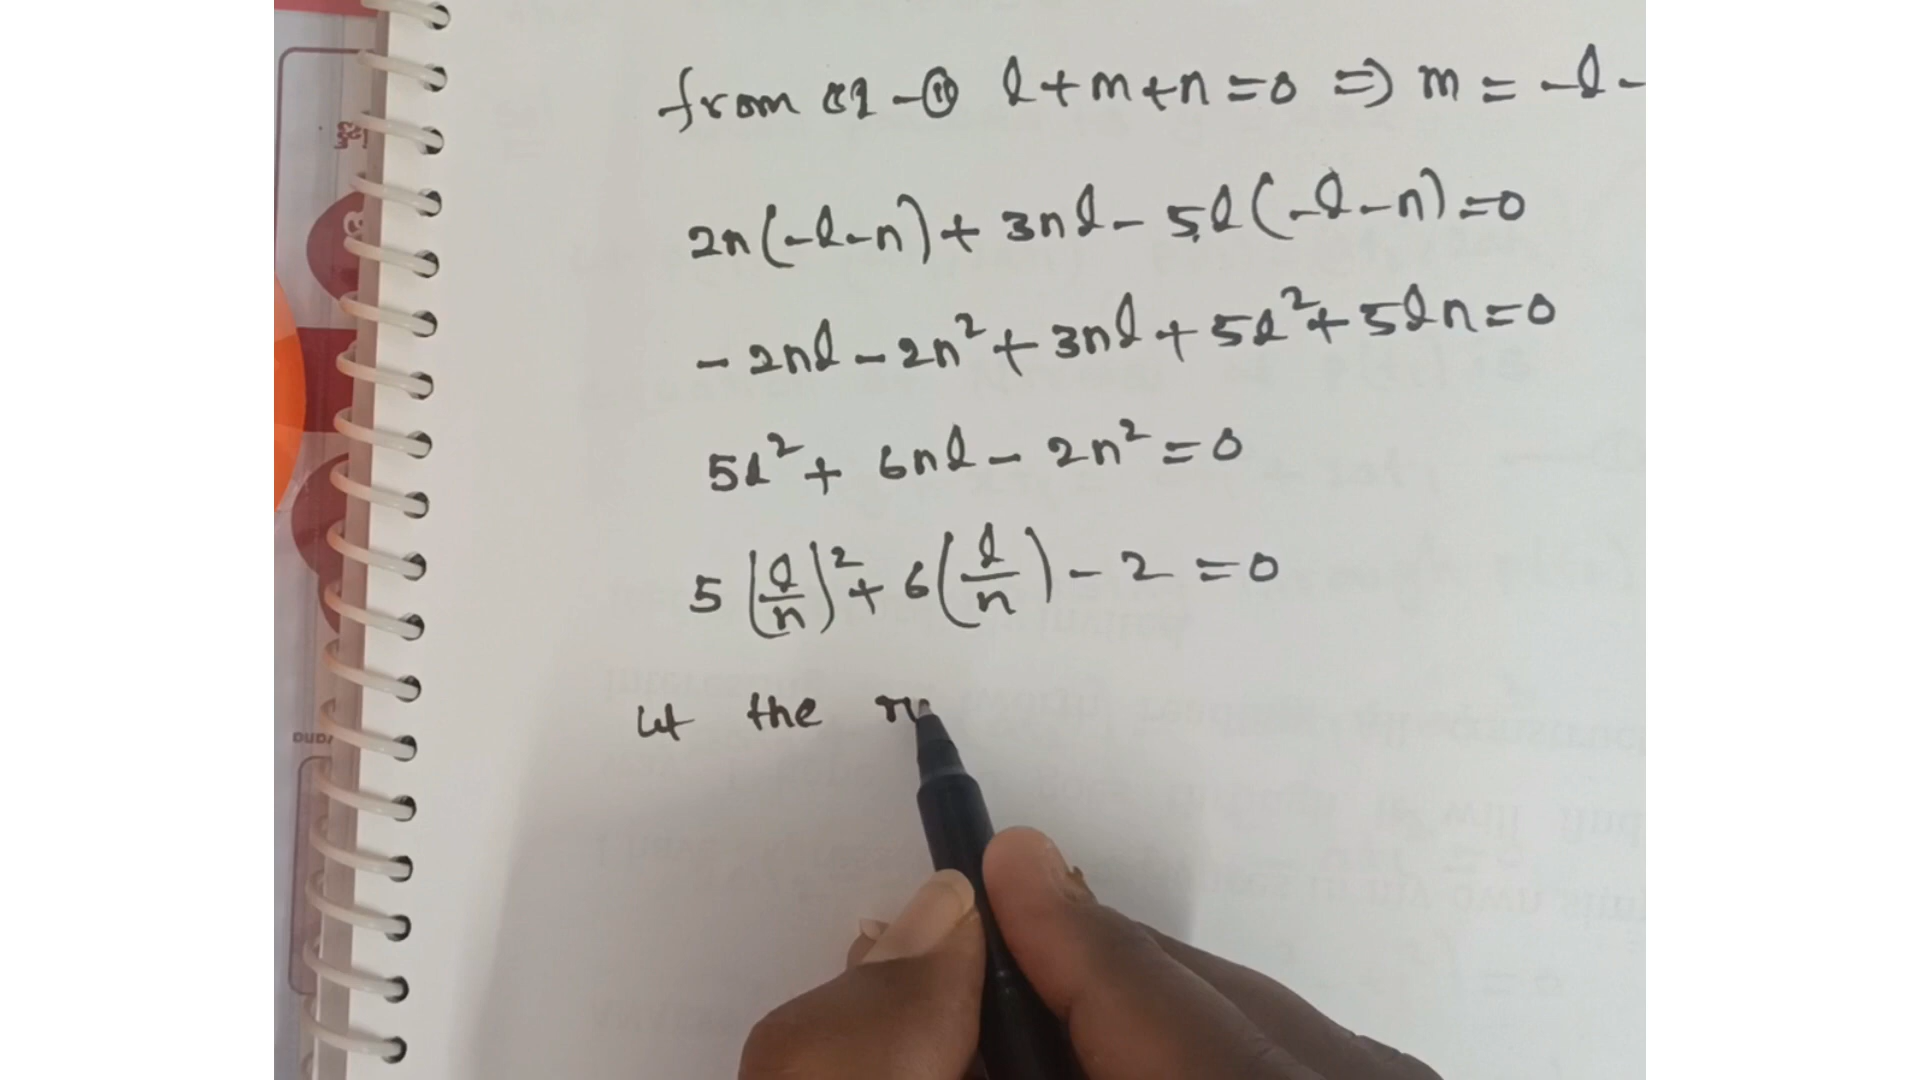 from eq - ⑪ l + m + n = 0 ⇒ m = -l -
2n(-l-n) + 3nl - 5l(-l-n) = 0
- 2nl - 2n² + 3nl + 5l² + 5ln = 0
5l² + 6nl - 2n² = 0
5(l/n)² + 6(l/n) - 2 = 0
let the